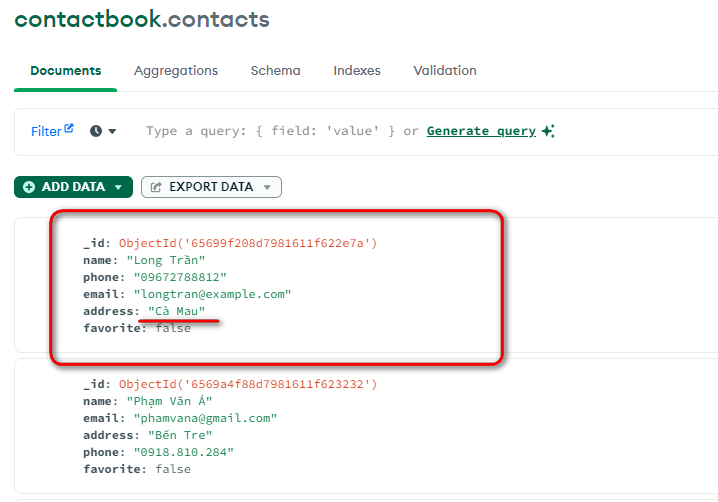 contactbook.contacts
Documents Aggregations Schema Indexes Validation
Filter Type a query: { field: 'value' } or Generate query
ADD DATA EXPORT DATA
_id: ObjectId('65699f208d7981611f622e7a')
name: "Long Trần"
phone: "09672788812"
email: "longtran@example.com"
address: "Cà Mau"
favorite: false
_id: ObjectId('6569a4f88d7981611f623232')
name: "Phạm Văn Á"
email: "phamvana@gmail.com"
address: "Bến Tre"
phone: "0918.810.284"
favorite: false